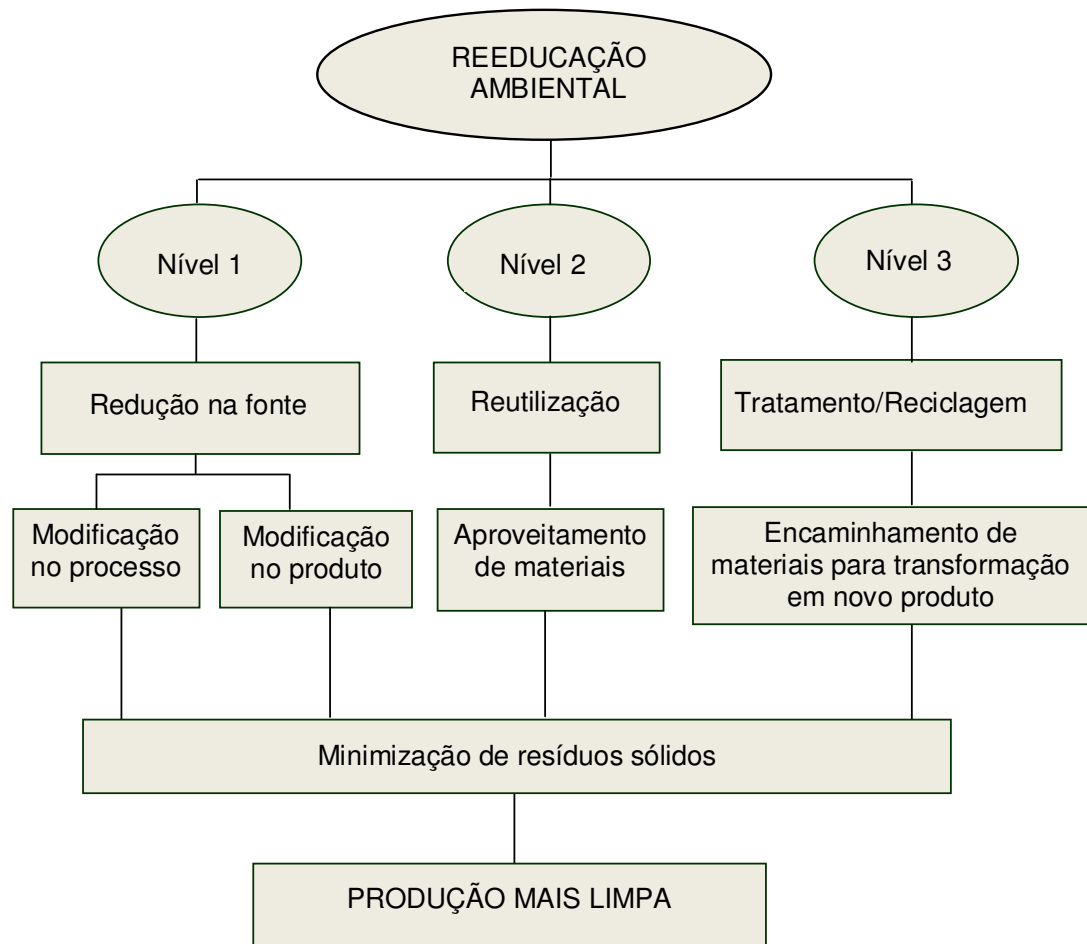 REEDUCAÇÃO
AMBIENTAL
Nível 1
Nível 2
Nível 3
Redução na fonte
Reutilização
Tratamento/Reciclagem
Modificação
no processo
Modificação
no produto
Aproveitamento
de materiais
Encaminhamento de
materiais para transformação
em novo produto
Minimização de resíduos sólidos
PRODUÇÃO MAIS LIMPA